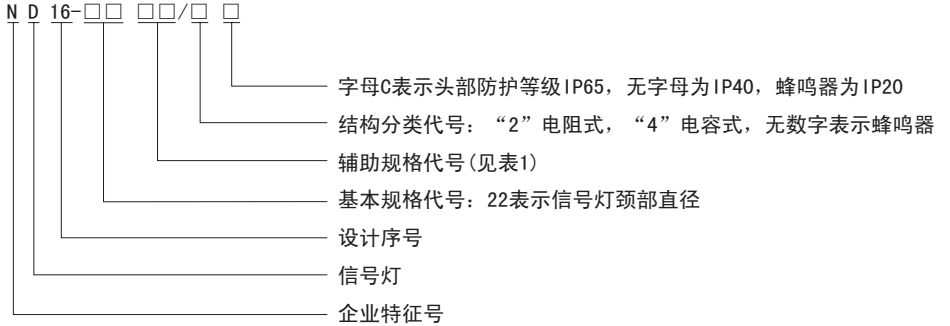 N D 16-□□ □□/□ □
字母C表示头部防护等级IP65，无字母为IP40，蜂鸣器为IP20
结构分类代号：“2”电阻式，“4”电容式，无数字表示蜂鸣器
辅助规格代号(见表1)
基本规格代号：22表示信号灯颈部直径
设计序号
信号灯
企业特征号